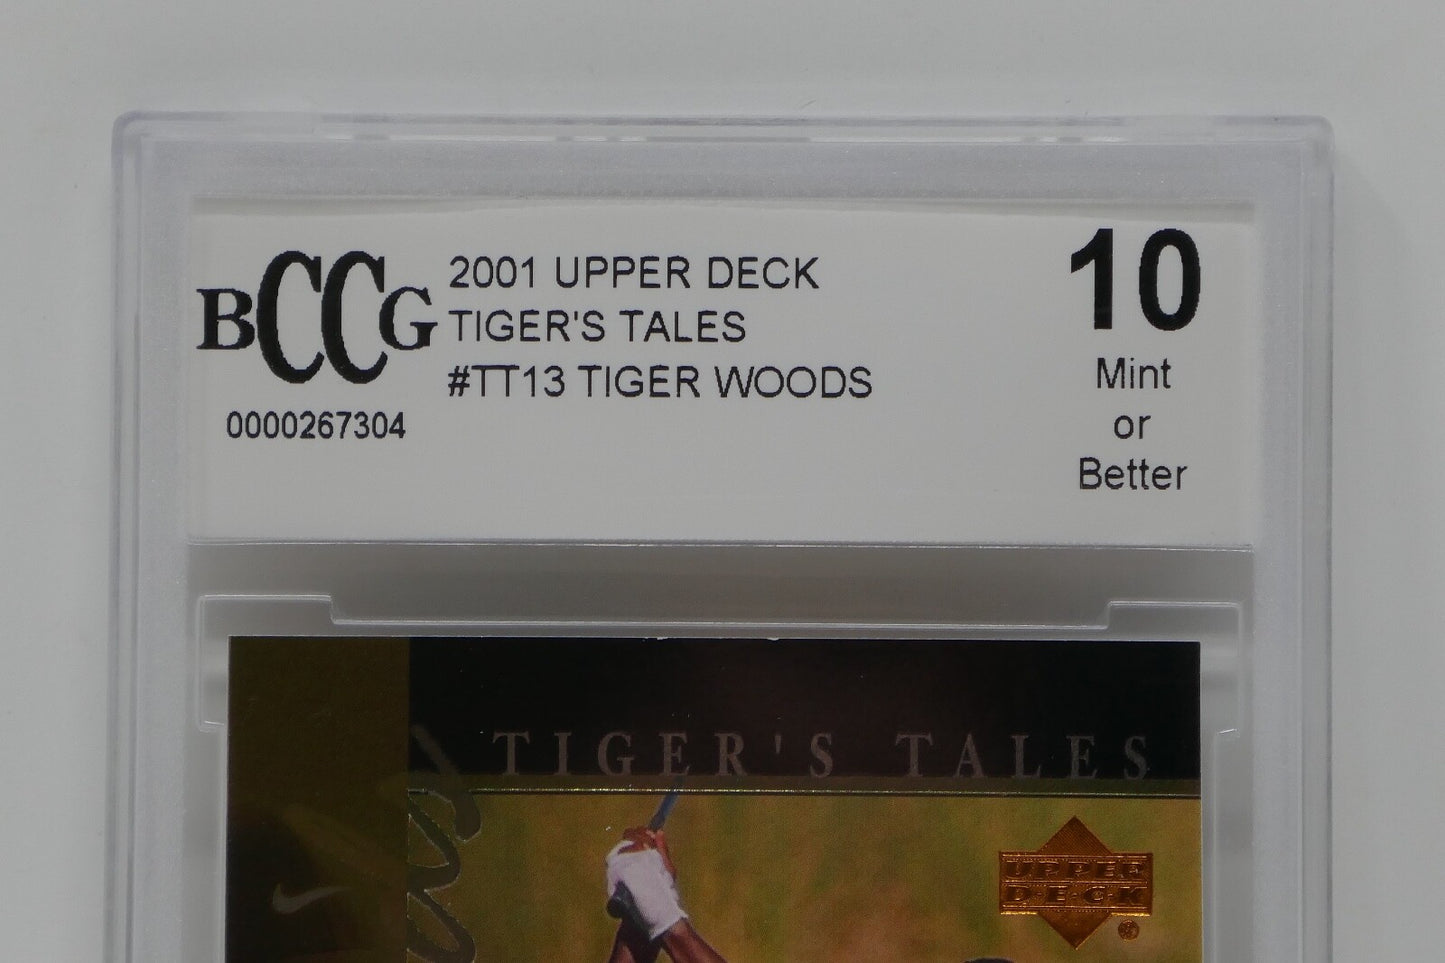 BCCG
0000267304
2001 UPPER DECK
TIGER'S TALES
#TT13 TIGER WOODS
10
Mint
or
Better
TIGER'S TALES
UPPER
DECK